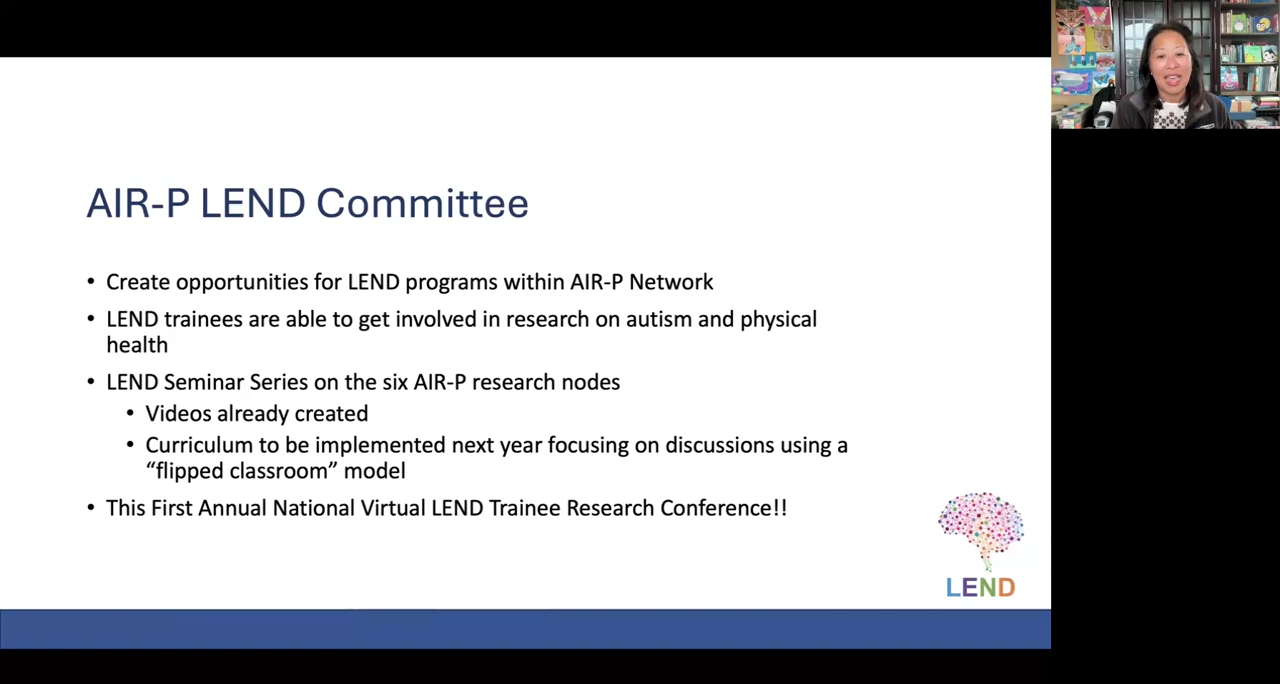 AIR-P LEND Committee
• Create opportunities for LEND programs within AIR-P Network
• LEND trainees are able to get involved in research on autism and physical
health
• LEND Seminar Series on the six AIR-P research nodes
• Videos already created
• Curriculum to be implemented next year focusing on discussions using a
“flipped classroom” model
• This First Annual National Virtual LEND Trainee Research Conference!!
LEND